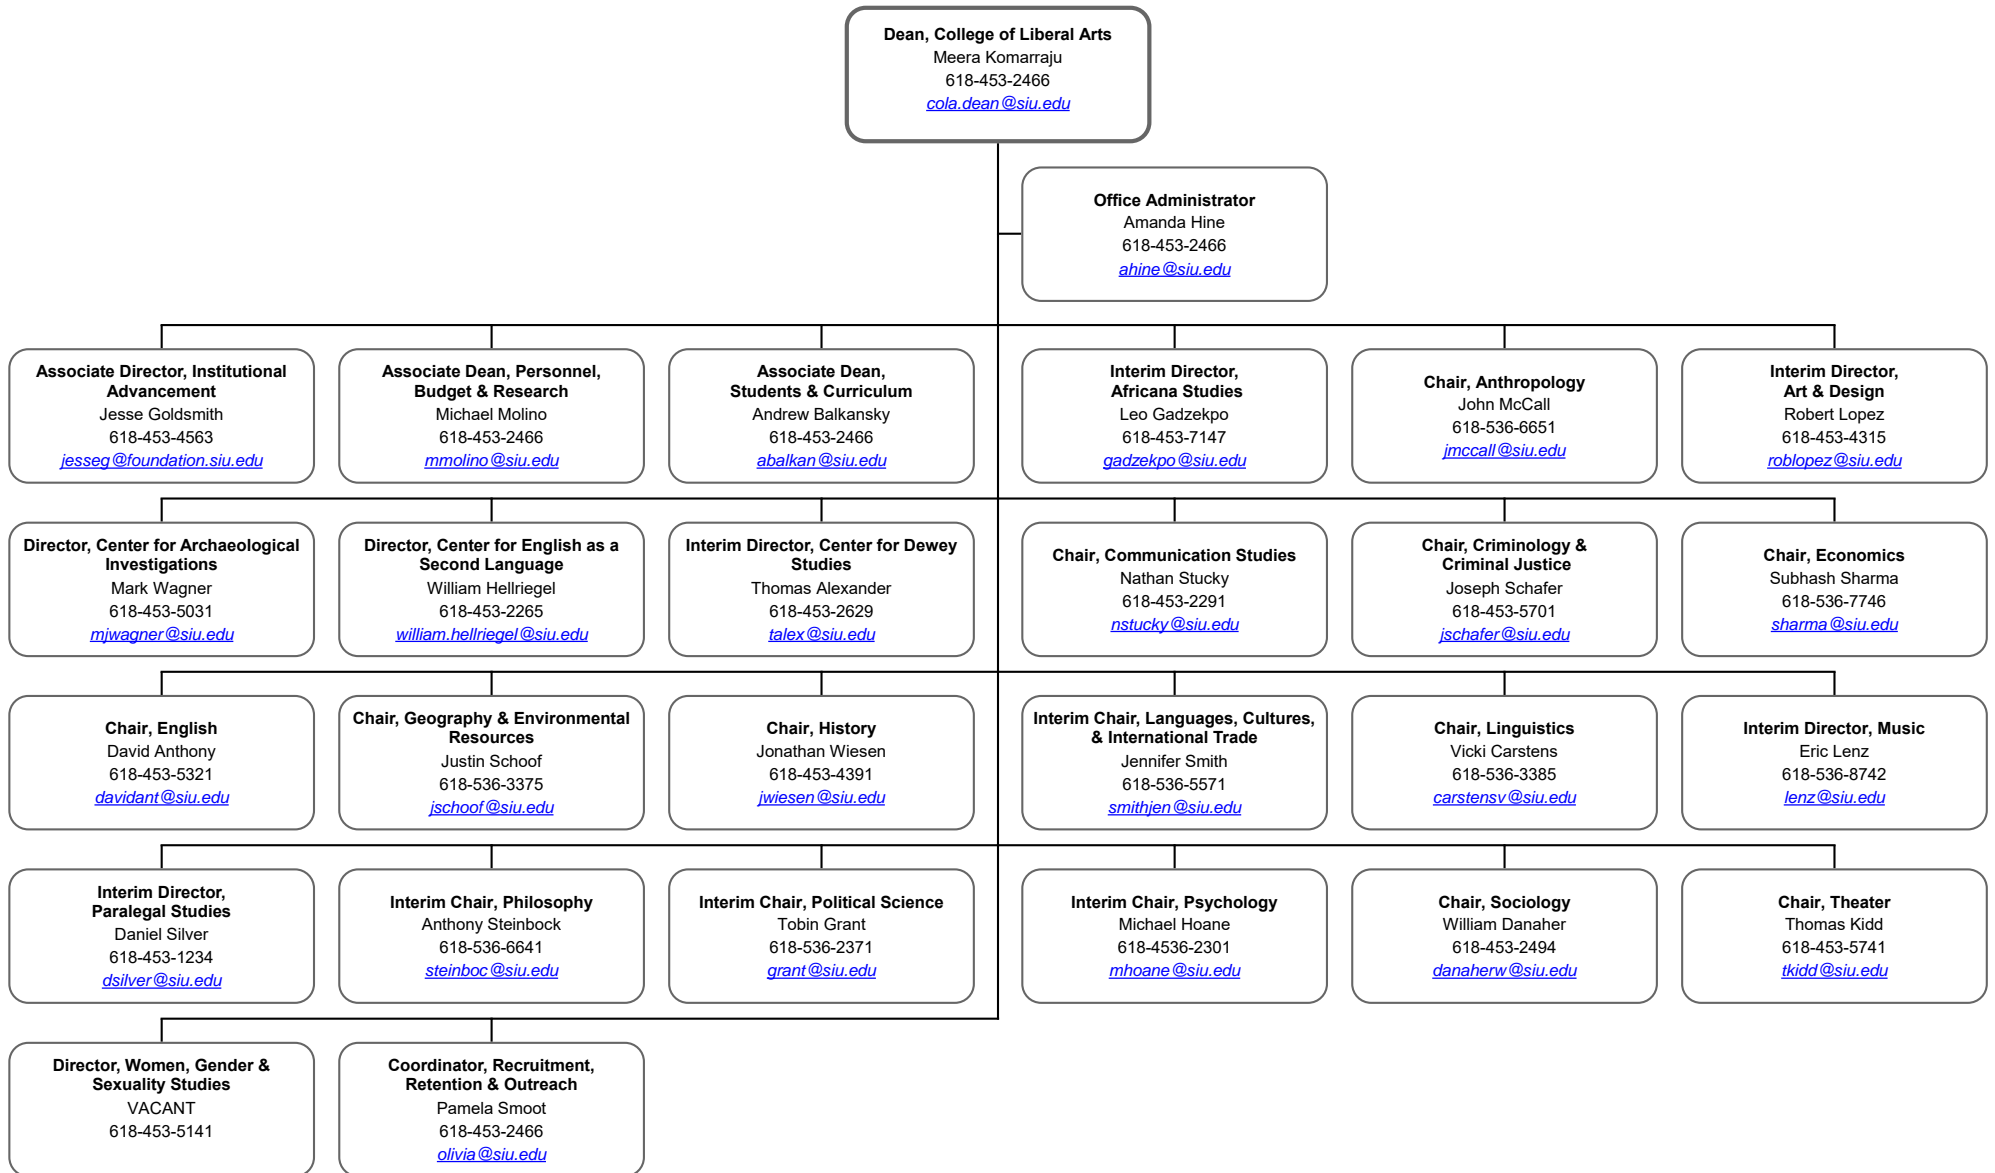 Dean, College of Liberal Arts
Meera Komarraju
618-453-2466
cola.dean@siu.edu
Office Administrator
Amanda Hine
618-453-2466
ahine@siu.edu
Associate Director, Institutional
Advancement
Jesse Goldsmith
618-453-4563
jesseg@foundation.siu.edu
Associate Dean, Personnel,
Budget & Research
Michael Molino
618-453-2466
mmolino@siu.edu
Associate Dean,
Students & Curriculum
Andrew Balkansky
618-453-2466
abalkan@siu.edu
Interim Director,
Africana Studies
Leo Gadzekpo
618-453-7147
gadzekpo@siu.edu
Chair, Anthropology
John McCall
618-536-6651
jmccall@siu.edu
Interim Director,
Art & Design
Robert Lopez
618-453-4315
roblopez@siu.edu
Director, Center for Archaeological
Investigations
Mark Wagner
618-453-5031
mjwagner@siu.edu
Director, Center for English as a
Second Language
William Hellriegel
618-453-2265
william.hellriegel@siu.edu
Interim Director, Center for Dewey
Studies
Thomas Alexander
618-453-2629
talex@siu.edu
Chair, Communication Studies
Nathan Stucky
618-453-2291
nstucky@siu.edu
Chair, Criminology &
Criminal Justice
Joseph Schafer
618-453-5701
jschafer@siu.edu
Chair, Economics
Subhash Sharma
618-536-7746
sharma@siu.edu
Chair, English
David Anthony
618-453-5321
davidant@siu.edu
Chair, Geography & Environmental
Resources
Justin Schoof
618-536-3375
jschoof@siu.edu
Chair, History
Jonathan Wiesen
618-453-4391
jwiesen@siu.edu
Interim Chair, Languages, Cultures,
& International Trade
Jennifer Smith
618-536-5571
smithjen@siu.edu
Chair, Linguistics
Vicki Carstens
618-536-3385
carstensv@siu.edu
Interim Director, Music
Eric Lenz
618-536-8742
lenz@siu.edu
Interim Director,
Paralegal Studies
Daniel Silver
618-453-1234
dsilver@siu.edu
Interim Chair, Philosophy
Anthony Steinbock
618-536-6641
steinboc@siu.edu
Interim Chair, Political Science
Tobin Grant
618-536-2371
grant@siu.edu
Interim Chair, Psychology
Michael Hoane
618-4536-2301
mhoane@siu.edu
Chair, Sociology
William Danaher
618-453-2494
danaherw@siu.edu
Chair, Theater
Thomas Kidd
618-453-5741
tkidd@siu.edu
Director, Women, Gender &
Sexuality Studies
VACANT
618-453-5141
Coordinator, Recruitment,
Retention & Outreach
Pamela Smoot
618-453-2466
olivia@siu.edu